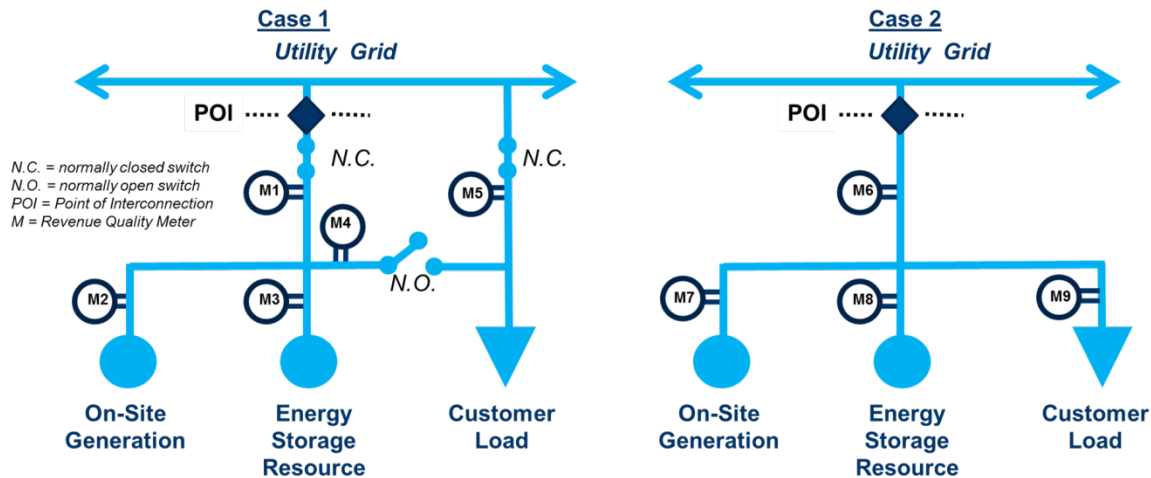 Case 1
Utility Grid
POI
N.C.
N.C.
N.C. = normally closed switch
N.O. = normally open switch
POI = Point of Interconnection
M = Revenue Quality Meter
M1
M5
M4
N.O.
M2
M3
On-Site
Generation
Energy
Storage
Resource
Customer
Load
Case 2
Utility Grid
POI
M6
M7
M8
M9
On-Site
Generation
Energy
Storage
Resource
Customer
Load